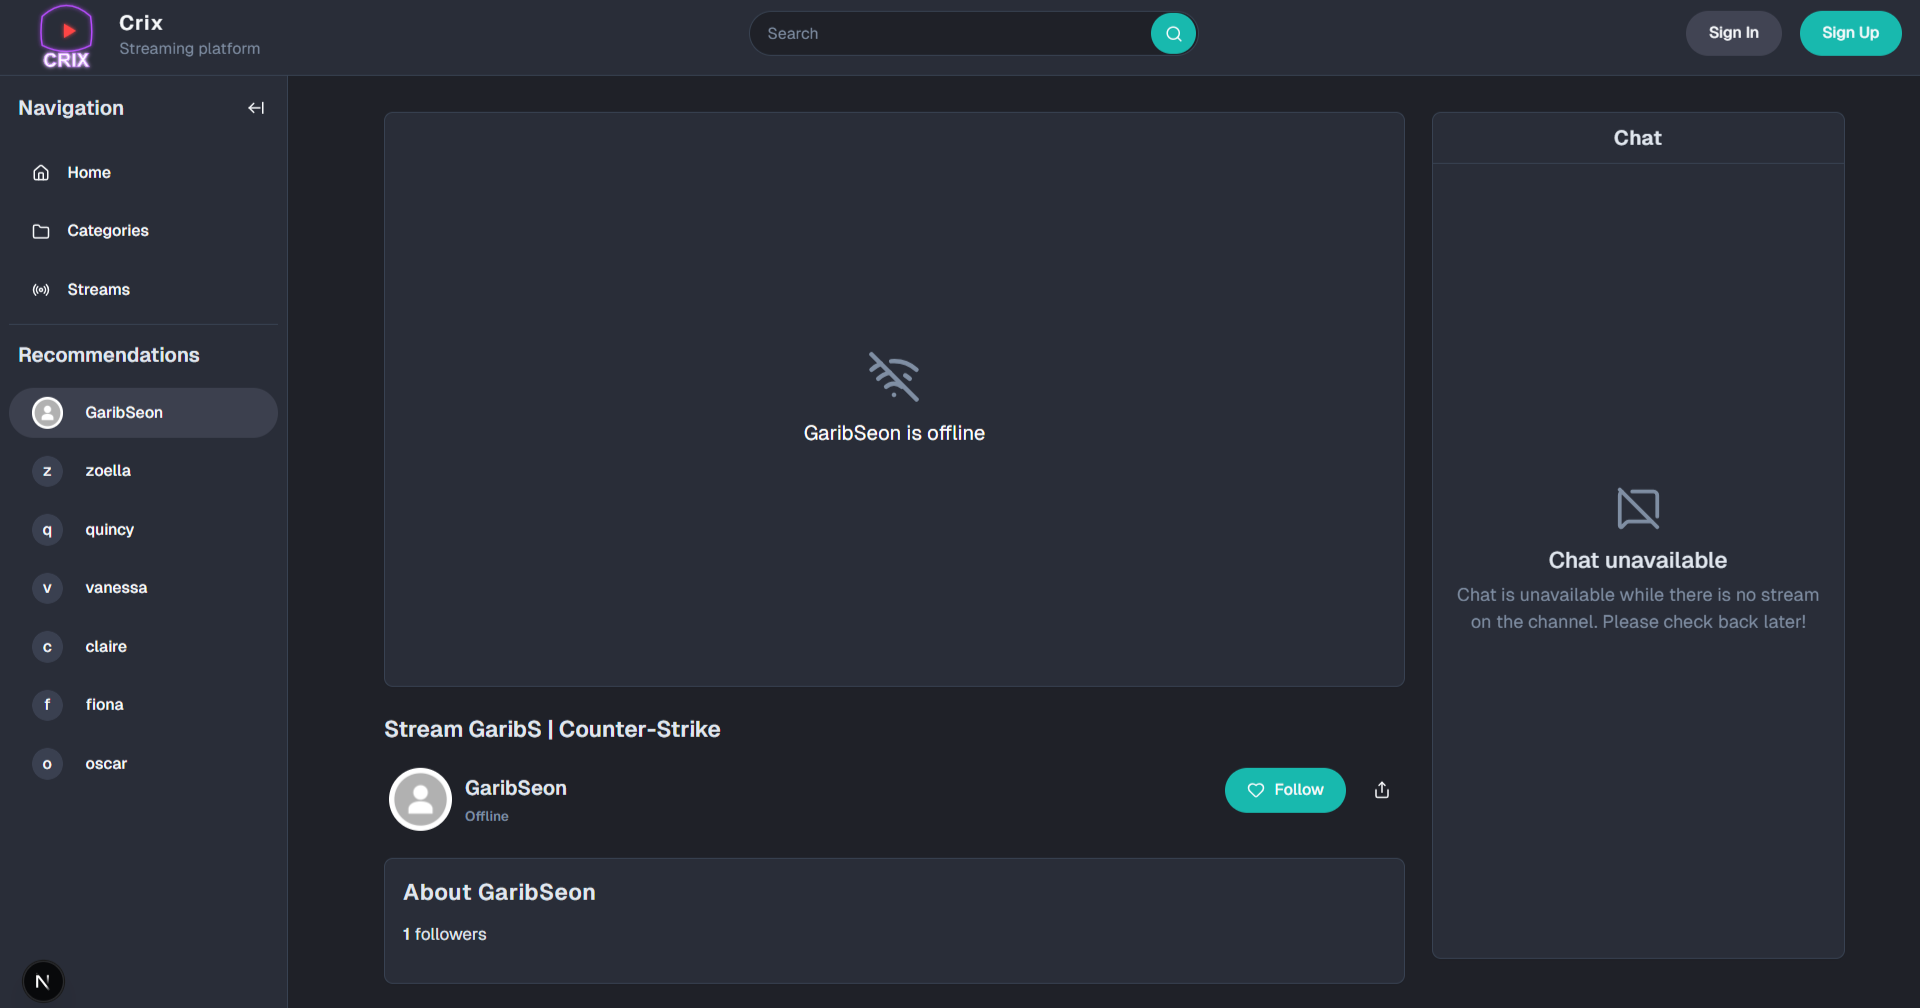 CRIX
Crix
Streaming platform
Search
Sign In
Sign Up
Navigation
Home
Categories
Streams
Recommendations
GaribSeon
z
zoella
q
quincy
v
vanessa
c
claire
f
fiona
o
oscar
N
GaribSeon is offline
Stream GaribS | Counter-Strike
GaribSeon
Offline
Follow
About GaribSeon
1 followers
Chat
Chat unavailable
Chat is unavailable while there is no stream
on the channel. Please check back later!